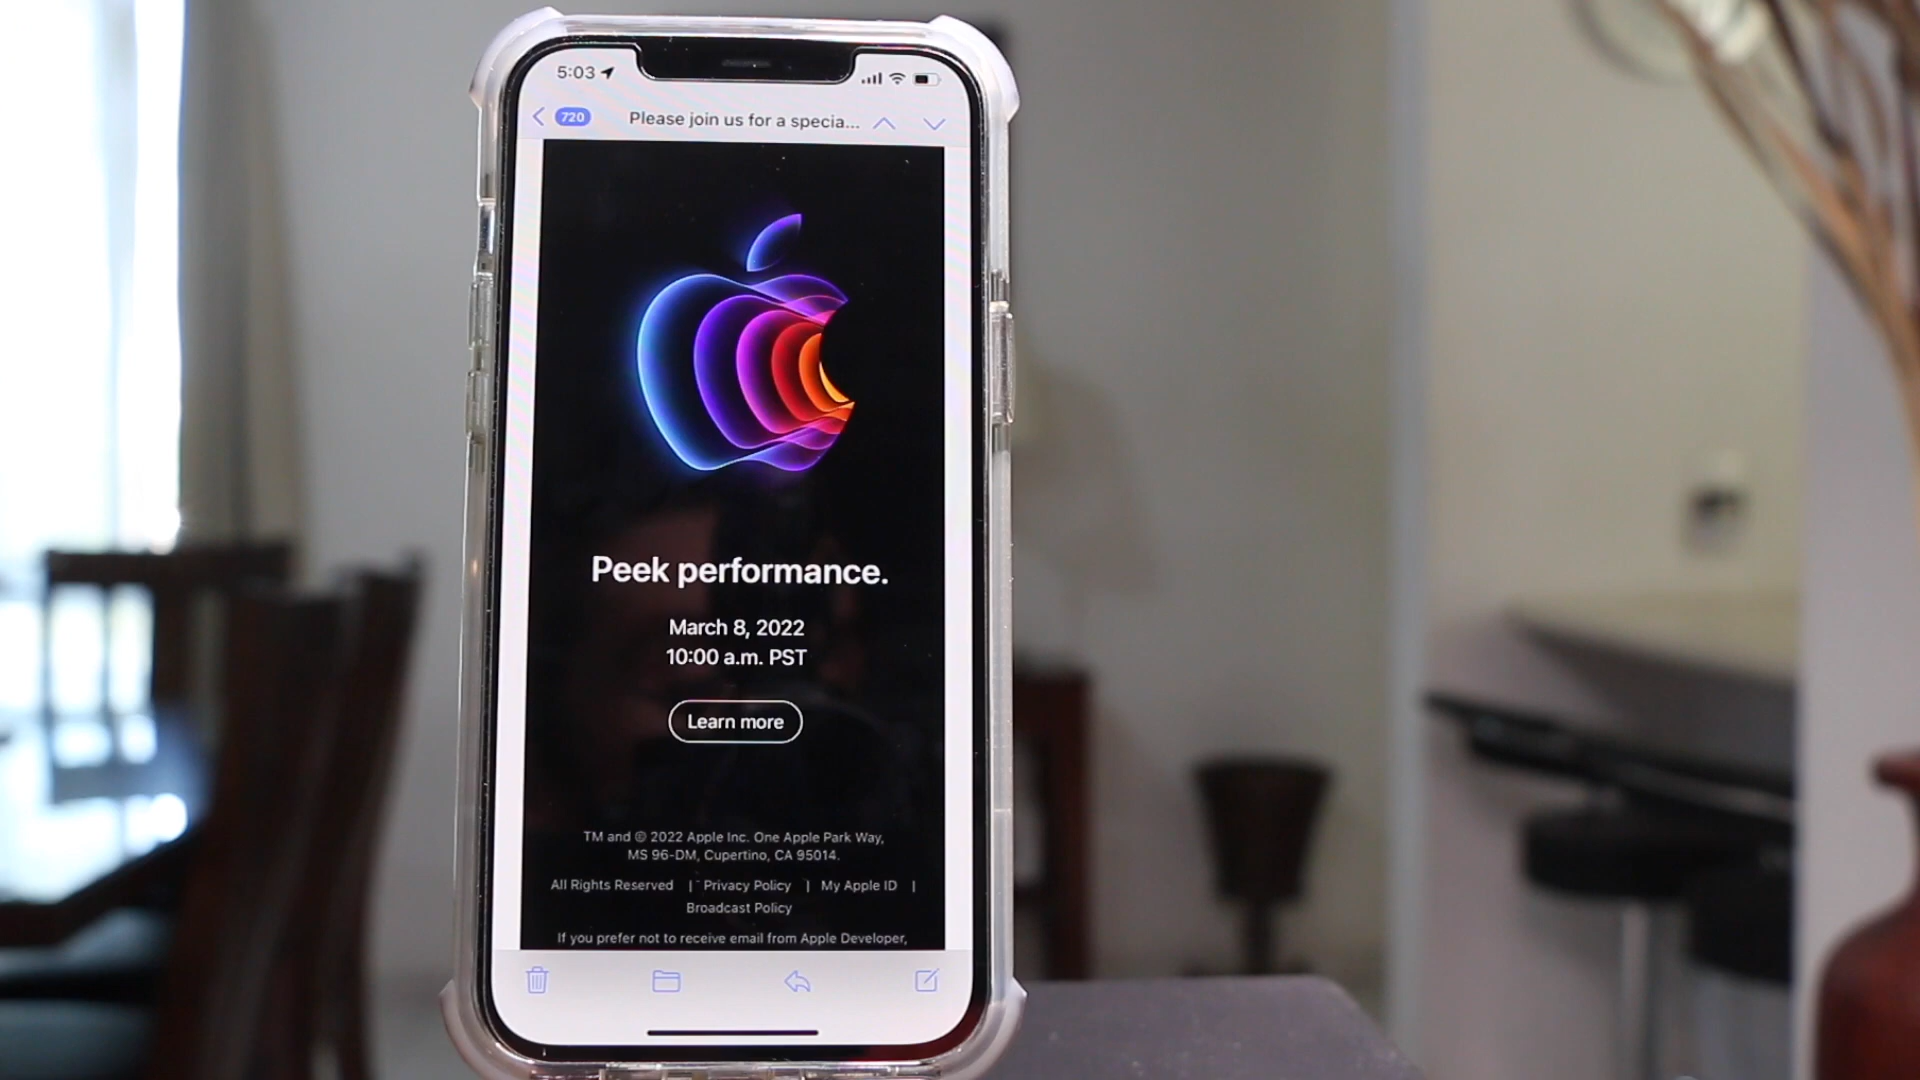 5:03
720 Please join us for a specia...
Peek performance.
March 8, 2022
10:00 a.m. PST
Learn more
TM and © 2022 Apple Inc. One Apple Park Way,
MS 96-DM, Cupertino, CA 95014.
All Rights Reserved | Privacy Policy | My Apple ID |
Broadcast Policy
If you prefer not to receive email from Apple Developer,